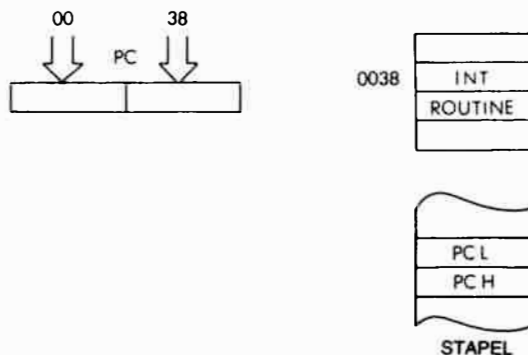 00 38
PC
0038
INT
ROUTINE
PC L
PC H
STAPEL